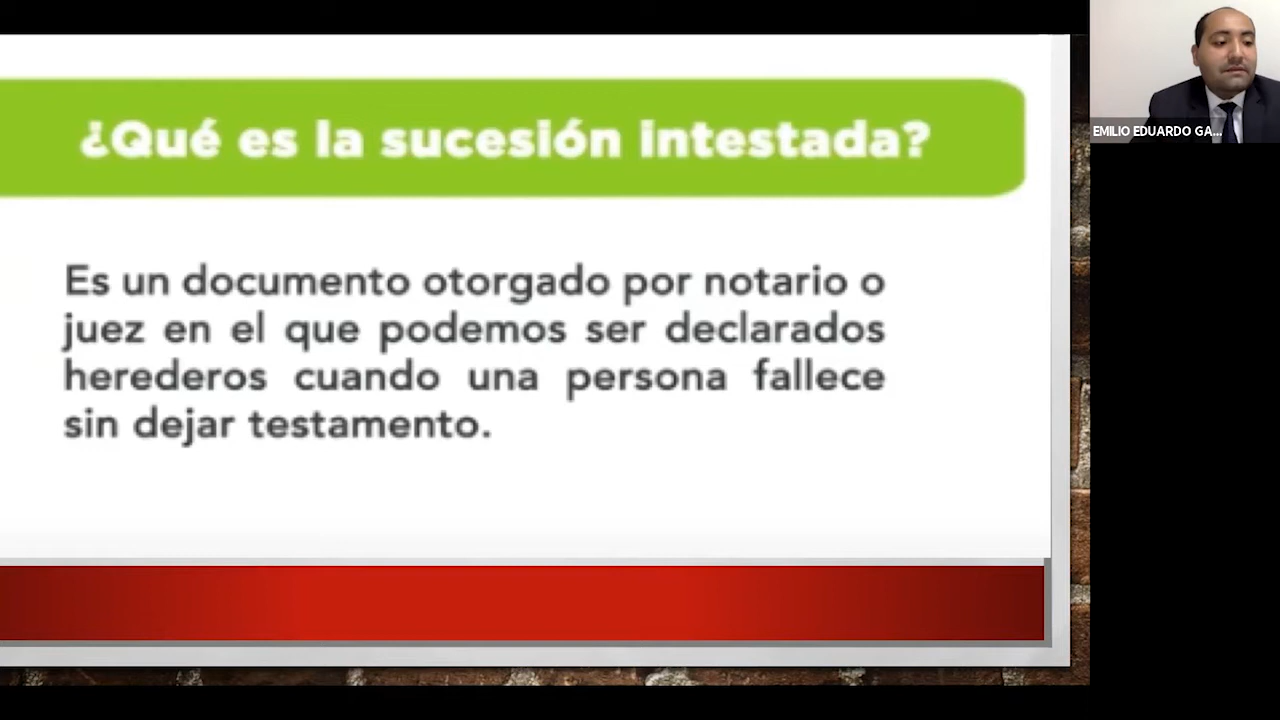 ¿Qué es la sucesión intestada?
Es un documento otorgado por notario o
juez en el que podemos ser declarados
herederos cuando una persona fallece
sin dejar testamento.
EMILIO EDUARDO GA...